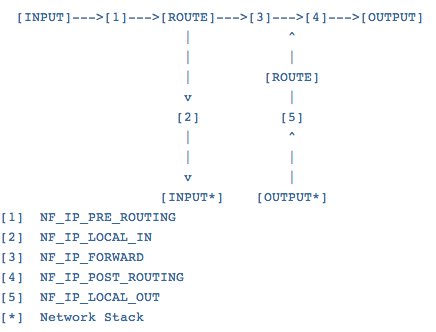 [INPUT]--->[1]--->[ROUTE]--->[3]--->[4]--->[OUTPUT]
                     |            ^
                     |            |
                     |         [ROUTE]
                     v            |
                    [2]          [5]
                     |            ^
                     |            |
                     v            |
                  [INPUT*]    [OUTPUT*]
[1]  NF_IP_PRE_ROUTING
[2]  NF_IP_LOCAL_IN
[3]  NF_IP_FORWARD
[4]  NF_IP_POST_ROUTING
[5]  NF_IP_LOCAL_OUT
[*]  Network Stack